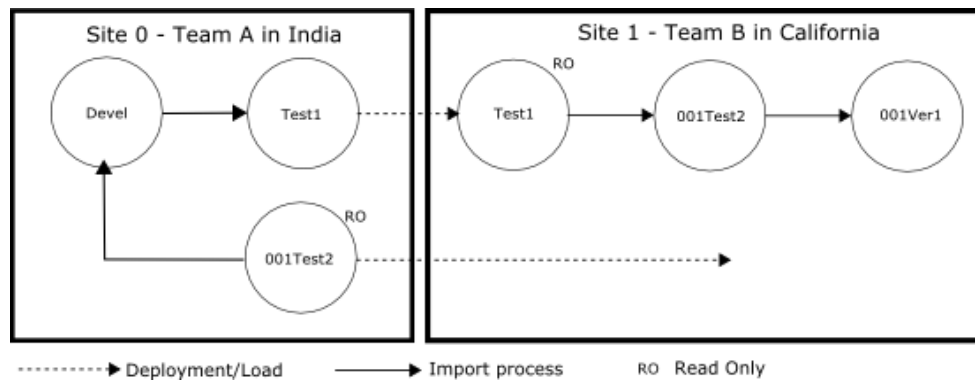 Site 0 - Team A in India
Devel
Test1
001Test2
RO
Site 1 - Team B in California
RO
Test1
001Test2
001Ver1
Deployment/Load
Import process
RO Read Only